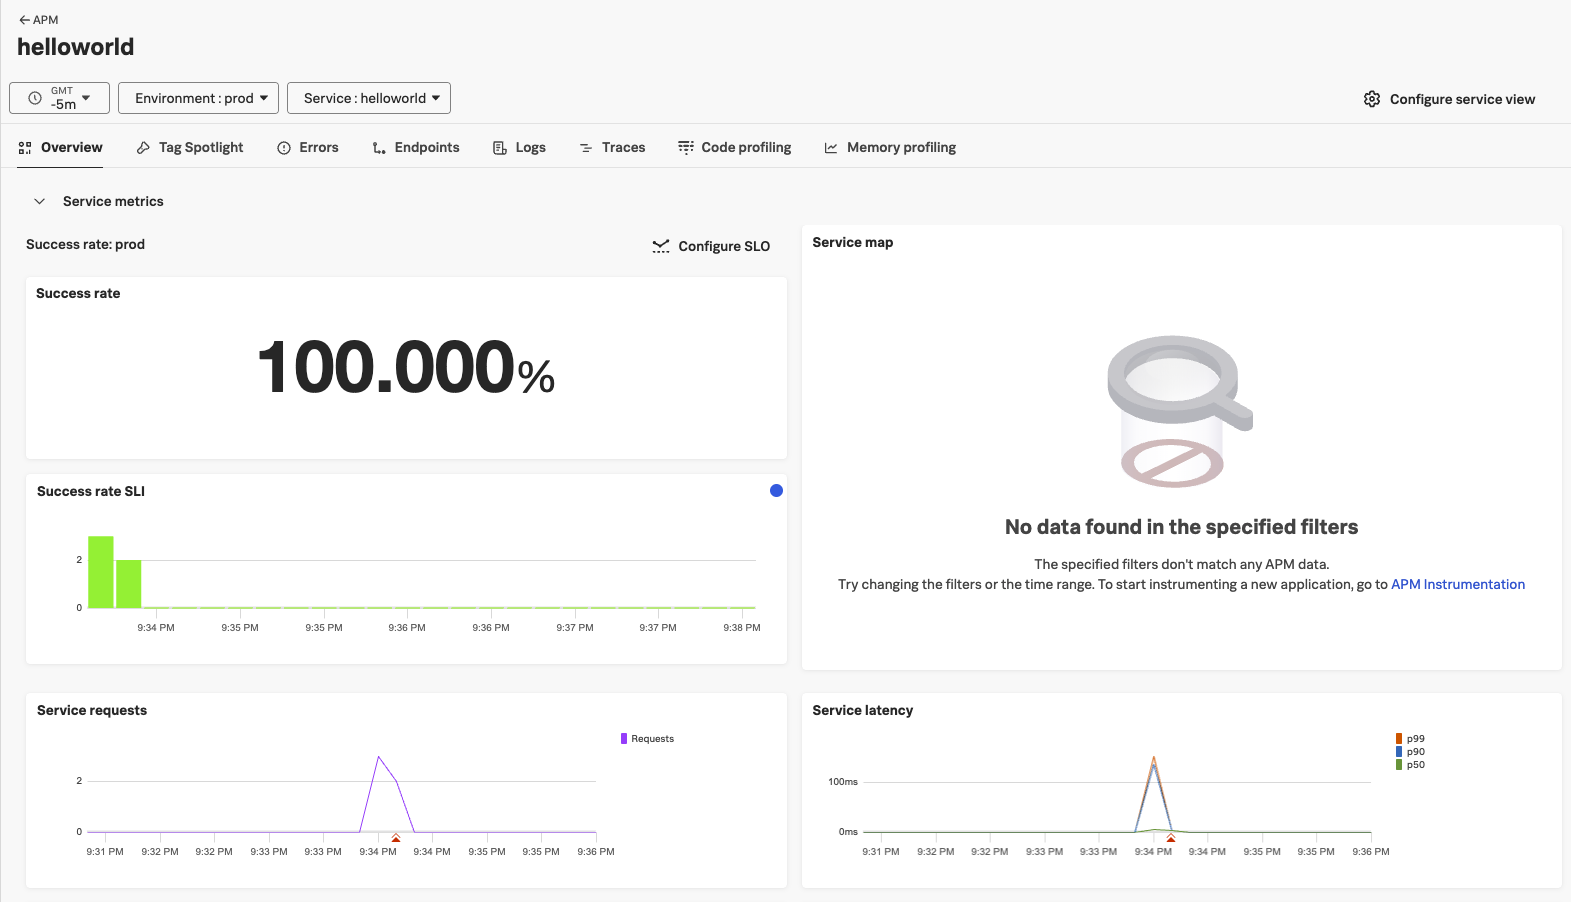 APM
helloworld
GMT
-5m
Environment : prod
Service : helloworld
Configure service view
Overview
Tag Spotlight
Errors
Endpoints
Logs
Traces
Code profiling
Memory profiling
Service metrics
Success rate: prod
Configure SLO
Success rate
100.000%
Success rate SLI
2
0
9:34 PM 9:35 PM 9:35 PM 9:36 PM 9:36 PM 9:37 PM 9:37 PM 9:38 PM
Service map
No data found in the specified filters
The specified filters don't match any APM data.
Try changing the filters or the time range. To start instrumenting a new application, go to APM Instrumentation
Service requests
Requests
2
0
9:31 PM 9:32 PM 9:32 PM 9:33 PM 9:33 PM 9:34 PM 9:34 PM 9:35 PM 9:35 PM 9:36 PM
Service latency
p99
p90
p50
100ms
0ms
9:31 PM 9:32 PM 9:32 PM 9:33 PM 9:33 PM 9:34 PM 9:34 PM 9:35 PM 9:35 PM 9:36 PM